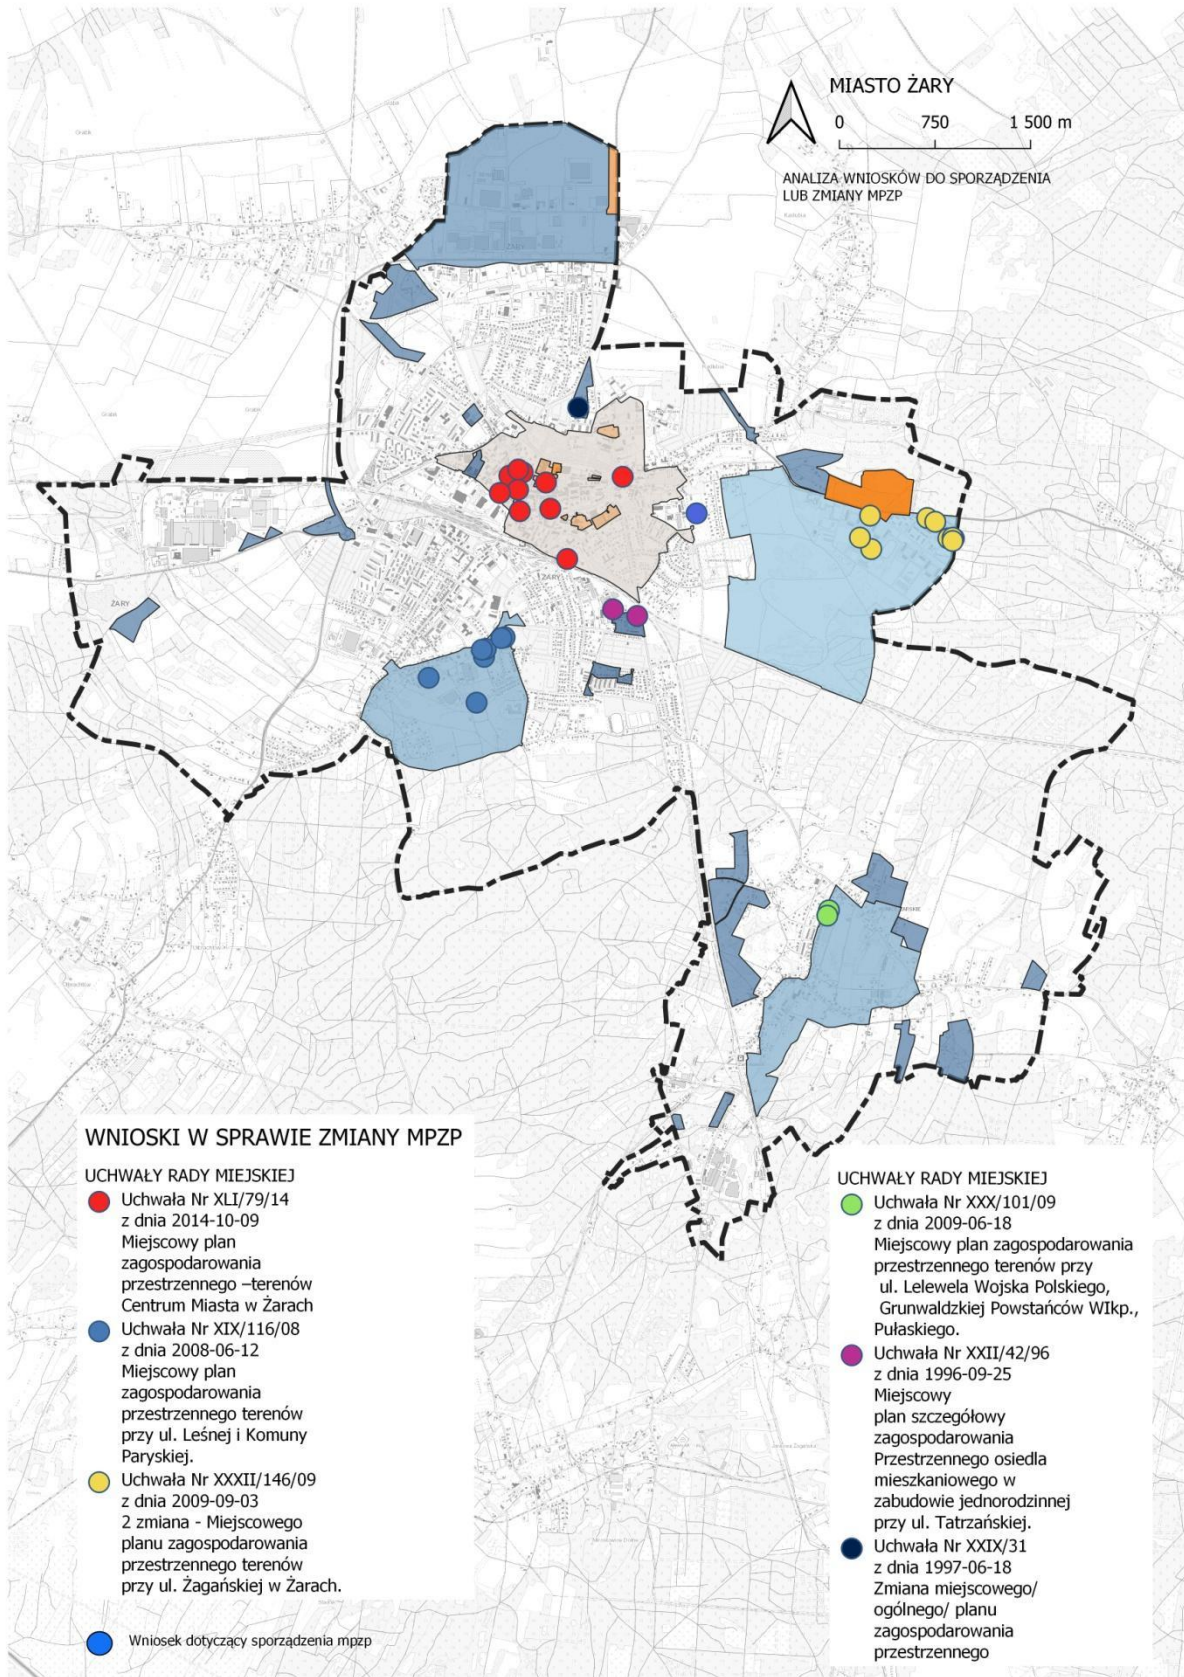 MIASTO ŻARY
0 750 1 500 m
ANALIZA WNIOSKÓW DO SPORZĄDZENIA
LUB ZMIANY MPZP
Grabik
Grabik
Grabik
ŻARY
ŻARY
WNIOSKI W SPRAWIE ZMIANY MPZP
UCHWAŁY RADY MIEJSKIEJ
Uchwała Nr XLI/79/14
z dnia 2014-10-09
Miejscowy plan
zagospodarowania
przestrzennego –terenów
Centrum Miasta w Żarach
Uchwała Nr XIX/116/08
z dnia 2008-06-12
Miejscowy plan
zagospodarowania
przestrzennego terenów
przy ul. Leśnej i Komuny
Paryskiej.
Uchwała Nr XXXII/146/09
z dnia 2009-09-03
2 zmiana - Miejscowego
planu zagospodarowania
przestrzennego terenów
przy ul. Żagańskiej w Żarach.
Wniosek dotyczący sporządzenia mpzp
UCHWAŁY RADY MIEJSKIEJ
Uchwała Nr XXX/101/09
z dnia 2009-06-18
Miejscowy plan zagospodarowania
przestrzennego terenów przy
ul. Lelewela Wojska Polskiego,
Grunwaldzkiej Powstańców Wlkp.,
Pułaskiego.
Uchwała Nr XXII/42/96
z dnia 1996-09-25
Miejscowy
plan szczegółowy
zagospodarowania
Przestrzennego osiedla
mieszkaniowego w
zabudowie jednorodzinnej
przy ul. Tatrzańskiej.
Uchwała Nr XXIX/31
z dnia 1997-06-18
Zmiana miejscowego/
ogólnego/ planu
zagospodarowania
przestrzennego